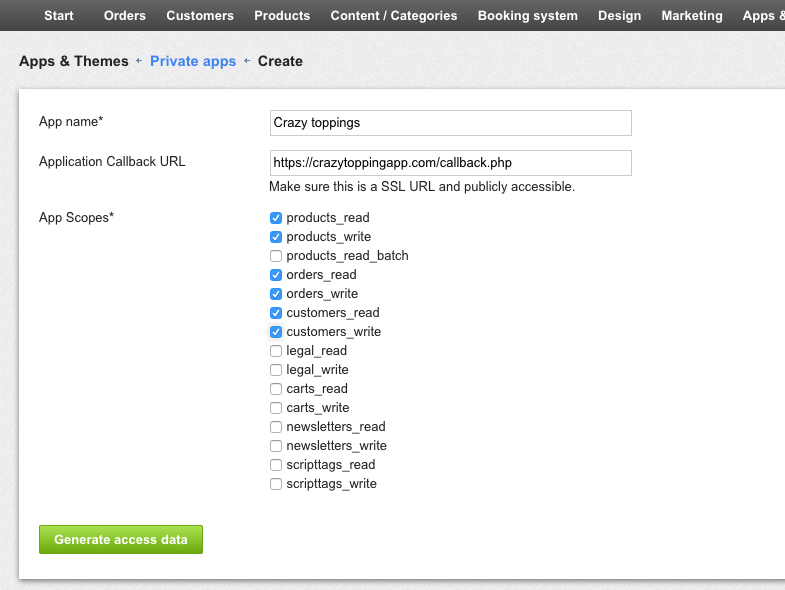 Start Orders Customers Products Content / Categories Booking system Design Marketing Apps &
Apps & Themes ← Private apps ← Create
App name* Crazy toppings
Application Callback URL https://crazytoppingapp.com/callback.php
Make sure this is a SSL URL and publicly accessible.
App Scopes* products_read
products_write
products_read_batch
orders_read
orders_write
customers_read
customers_write
legal_read
legal_write
carts_read
carts_write
newsletters_read
newsletters_write
scripttags_read
scripttags_write
Generate access data